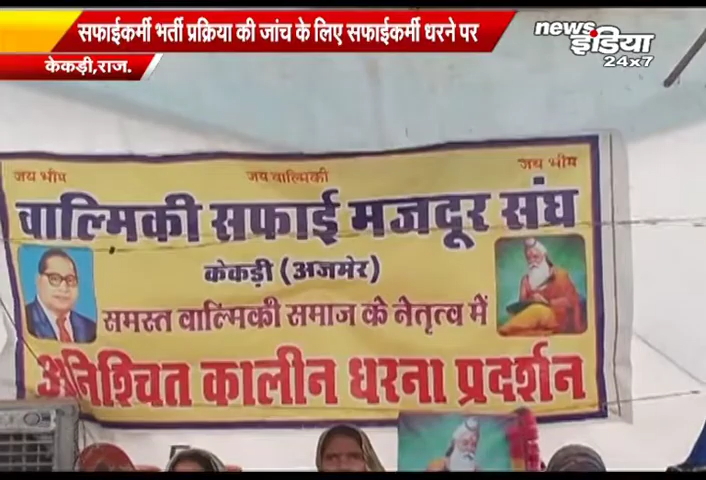 सफाईकर्मी भर्ती प्रक्रिया की जांच के लिए सफाईकर्मी धरने पर
केकड़ी,राज.
news
इंडिया
24x7
जय भीम जय वाल्मिकी जय भीम
वाल्मिकी सफाई मजदूर संघ
केकड़ी (अजमेर)
समस्त वाल्मिकी समाज के नेतृत्व में
अनिश्चित कालीन धरना प्रदर्शन